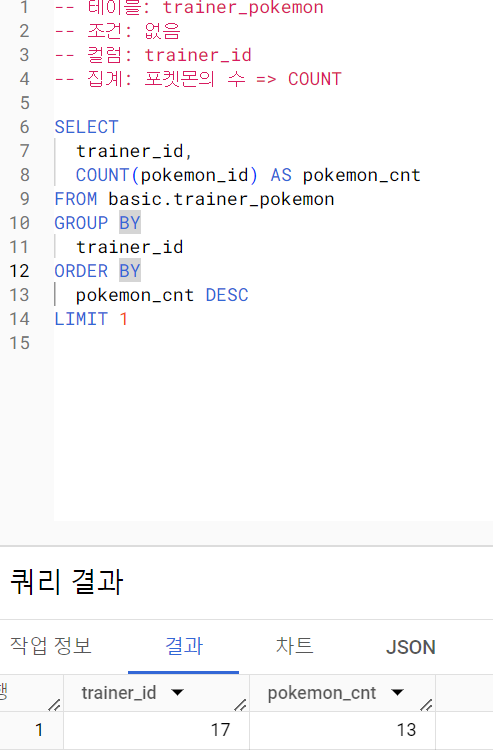 1 -- 테이블: trainer_pokemon
2 -- 조건: 없음
3 -- 컬럼: trainer_id
4 -- 집계: 포켓몬의 수 => COUNT
5
6 SELECT
7 trainer_id,
8 COUNT(pokemon_id) AS pokemon_cnt
9 FROM basic.trainer_pokemon
10 GROUP BY
11 trainer_id
12 ORDER BY
13 pokemon_cnt DESC
14 LIMIT 1
15
쿼리 결과
작업 정보 결과 차트 JSON
행 trainer_id pokemon_cnt
1 17 13